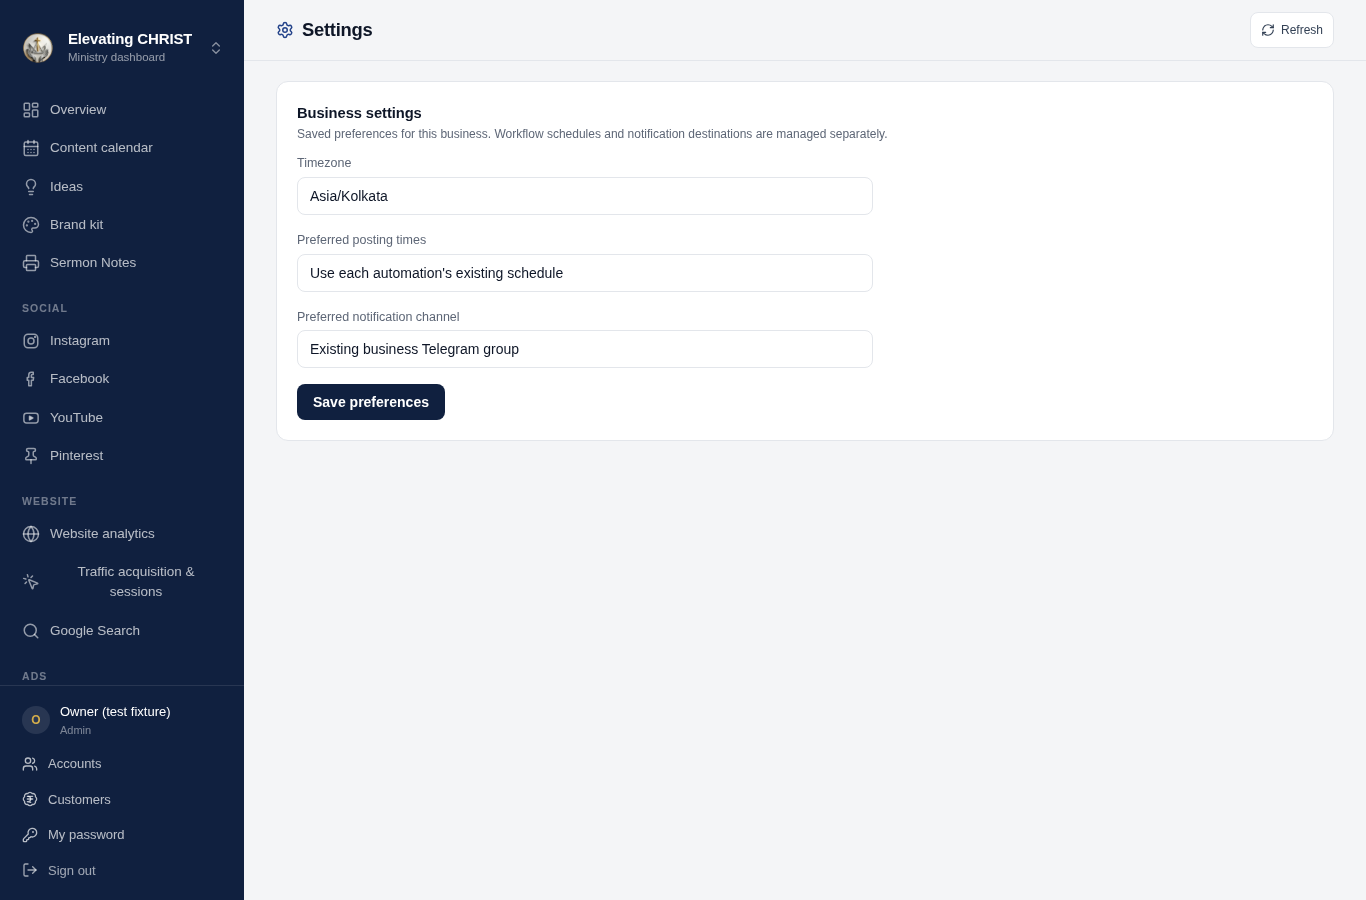 Elevating CHRIST
Ministry dashboard
Overview
Content calendar
Ideas
Brand kit
Sermon Notes
SOCIAL
Instagram
Facebook
YouTube
Pinterest
WEBSITE
Website analytics
Traffic acquisition &
sessions
Google Search
ADS
O
Owner (test fixture)
Admin
Accounts
Customers
My password
Sign out
Settings
Refresh
Business settings
Saved preferences for this business. Workflow schedules and notification destinations are managed separately.
Timezone
Asia/Kolkata
Preferred posting times
Use each automation's existing schedule
Preferred notification channel
Existing business Telegram group
Save preferences